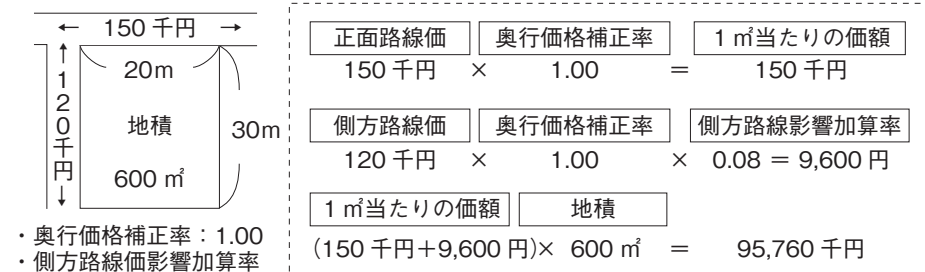 ← 150 千円 →
↑120千円↓
20m
地積
30m
600 ㎡
・奥行価格補正率：1.00
・側方路線価影響加算率
正面路線価 奥行価格補正率 1 ㎡当たりの価額
150 千円 × 1.00 ＝ 150 千円
側方路線価 奥行価格補正率 側方路線影響加算率
120 千円 × 1.00 × 0.08 ＝ 9,600 円
1 ㎡当たりの価額 地積
(150 千円＋9,600 円)× 600 ㎡ ＝ 95,760 千円